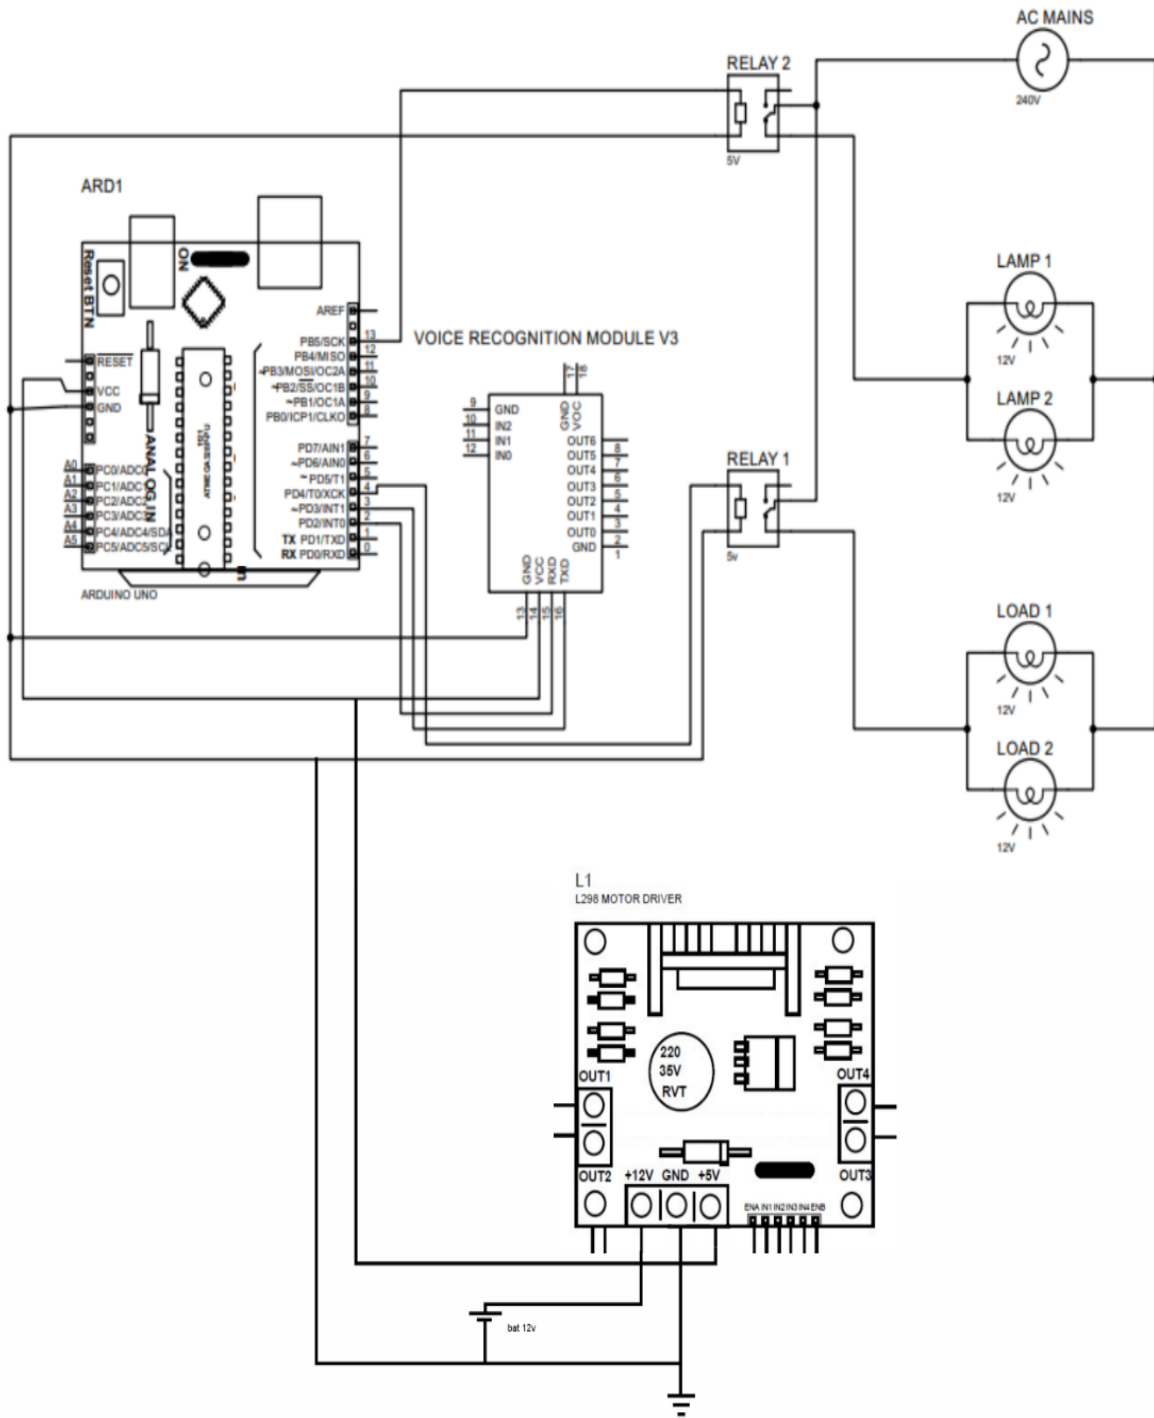 AC MAINS
240V
RELAY 2
5V
ARD1
Reset BTN
ON
AREF
PB5/SCK 13
PB4/MISO 12
~PB3/MOSI/OC2A 11
~PB2/SS/OC1B 10
~PB1/OC1A 9
PB0/ICP1/CLKO 8
PD7/AIN1 7
~PD6/AIN0 6
~PD5/T1 5
PD4/T0/XCK 4
~PD3/INT1 3
PD2/INT0 2
TX PD1/TXD 1
RX PD0/RXD 0
RESET
VCC
GND
ANALOG IN
A0 PC0/ADC0
A1 PC1/ADC1
A2 PC2/ADC2
A3 PC3/ADC3
A4 PC4/ADC4/SDA
A5 PC5/ADC5/SCL
ARDUINO UNO
VOICE RECOGNITION MODULE V3
17 18
GND VOC
9 GND
10 IN2
11 IN1
12 IN0
OUT6 8
OUT5 7
OUT4 6
OUT3 5
OUT2 4
OUT1 3
OUT0 2
GND 1
GND VCC RXD TXD
13 14 15 16
LAMP 1
12V
LAMP 2
12V
RELAY 1
5v
LOAD 1
12V
LOAD 2
12V
L1
L298 MOTOR DRIVER
220
35V
RVT
OUT1
OUT4
OUT2
+12V GND +5V
OUT3
ENA IN1 IN2 IN3 IN4 ENB
bat 12v